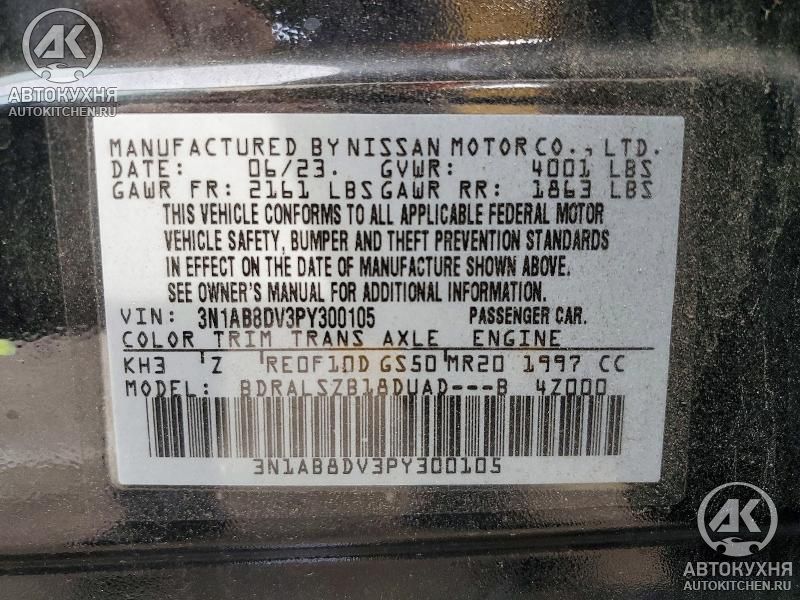 AK
АВТОКУХНЯ
AUTOKITCHEN.RU
MANUFACTURED BY NISSAN MOTOR CO., LTD.
DATE: 06/23. GVWR: 4001 LBS
GAWR FR: 2161 LBS GAWR RR: 1863 LBS
THIS VEHICLE CONFORMS TO ALL APPLICABLE FEDERAL MOTOR
VEHICLE SAFETY, BUMPER AND THEFT PREVENTION STANDARDS
IN EFFECT ON THE DATE OF MANUFACTURE SHOWN ABOVE.
SEE OWNER'S MANUAL FOR ADDITIONAL INFORMATION.
VIN: 3N1AB8DV3PY300105 PASSENGER CAR.
COLOR TRIM TRANS AXLE ENGINE
KH3 Z RE0F10D GS50 MR20 1997 CC
MODEL: BDRALSZB18DUAD---B 4Z000
3N1AB8DV3PY300105
AK
АВТОКУХНЯ
AUTOKITCHEN.RU